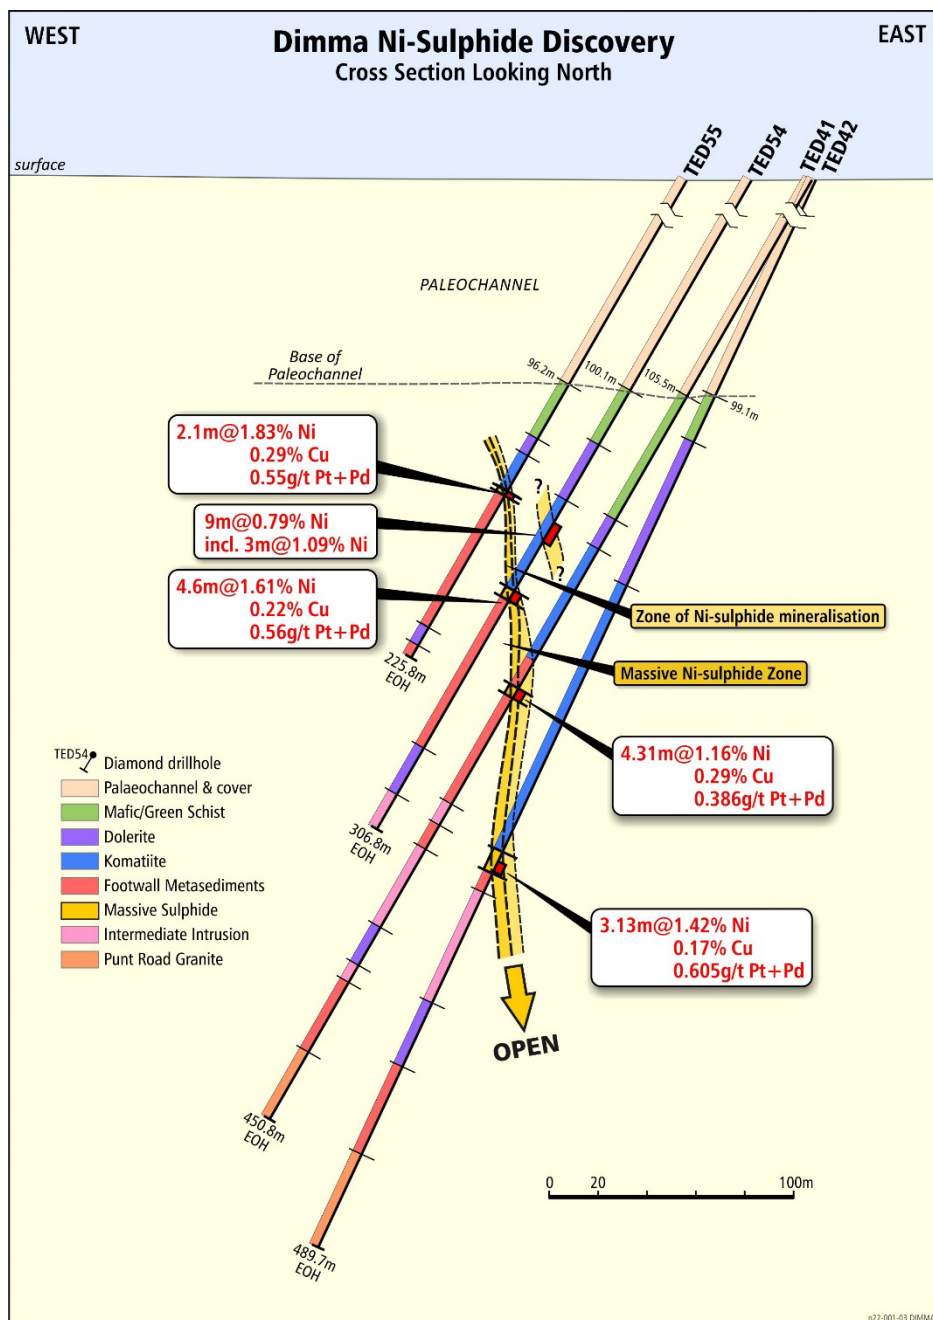 WEST
Dimma Ni-Sulphide Discovery
EAST
Cross Section Looking North
surface
TED55
TED54
TED41
TED42
PALEOCHANNEL
Base of
Paleochannel
96.2m
100.1m
105.5m
99.1m
2.1m@1.83% Ni
0.29% Cu
0.55g/t Pt+Pd
?
9m@0.79% Ni
incl. 3m@1.09% Ni
?
4.6m@1.61% Ni
0.22% Cu
0.56g/t Pt+Pd
Zone of Ni-sulphide mineralisation
Massive Ni-sulphide Zone
225.8m
EOH
4.31m@1.16% Ni
0.29% Cu
0.386g/t Pt+Pd
306.8m
EOH
TED54
Diamond drillhole
Palaeochannel & cover
Mafic/Green Schist
Dolerite
Komatiite
Footwall Metasediments
Massive Sulphide
Intermediate Intrusion
Punt Road Granite
3.13m@1.42% Ni
0.17% Cu
0.605g/t Pt+Pd
OPEN
450.8m
EOH
489.7m
EOH
0 20 100m
n22-001-03 DIMMA